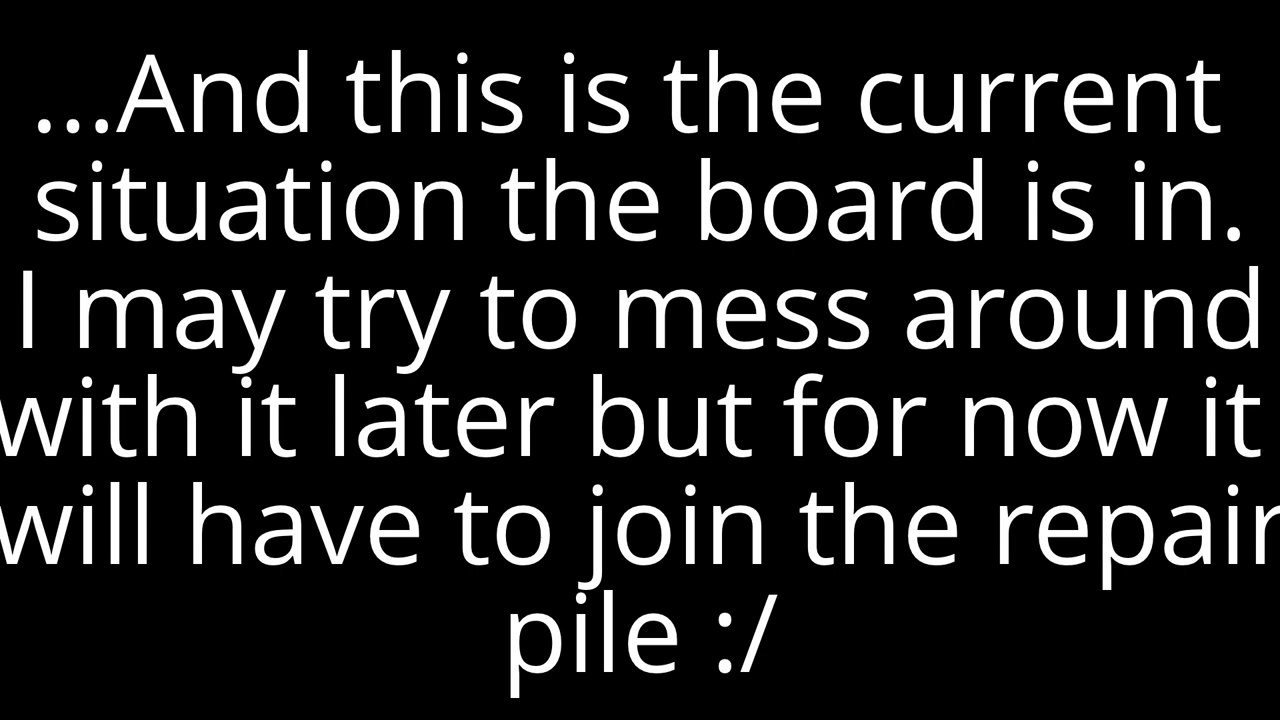 ...And this is the current
situation the board is in.
I may try to mess around
with it later but for now it
will have to join the repair
pile :/